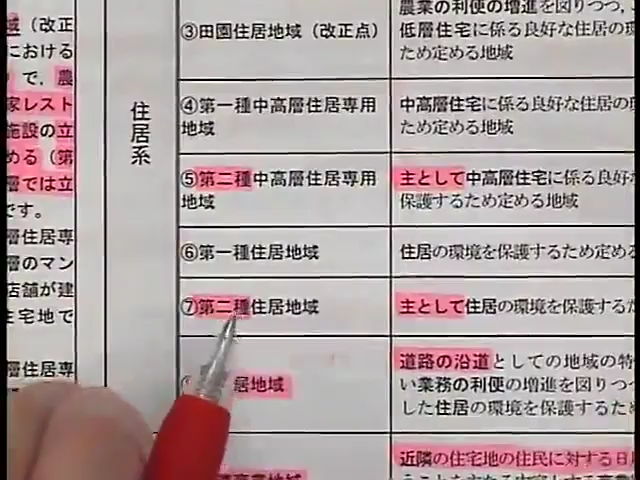 域（改正
における
で，農
家レスト
施設の立
める（第
層では立
です。
層住居専
層のマン
店舗が建
住宅地で
層住居専
住居系
③田園住居地域（改正点）
農業の利便の増進を図りつつ，
低層住宅に係る良好な住居の
ため定める地域
④第一種中高層住居専用
地域
中高層住宅に係る良好な住居の
ため定める地域
⑤第二種中高層住居専用
地域
主として中高層住宅に係る良好
保護するため定める地域
⑥第一種住居地域
住居の環境を保護するため定め
⑦第二種住居地域
主として住居の環境を保護する
居地域
道路の沿道としての地域の特
い業務の利便の増進を図りつ
した住居の環境を保護するため
近隣の住宅地の住民に対する日